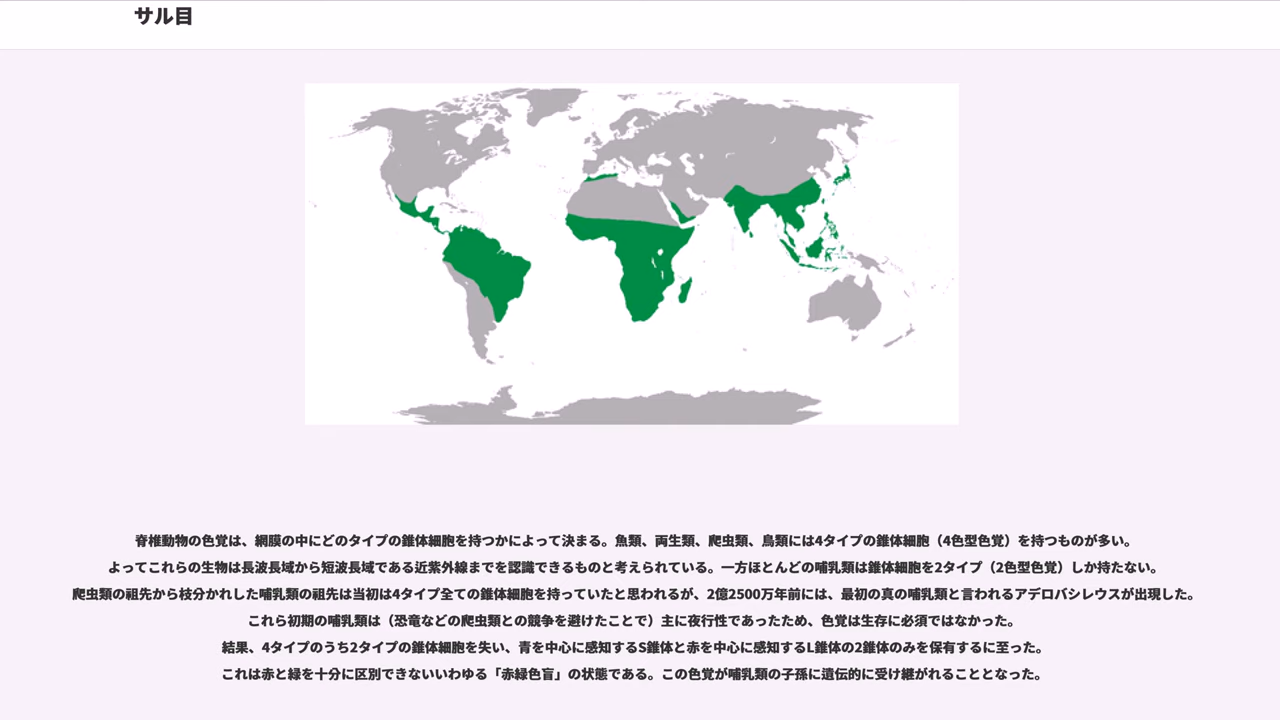 サル目
脊椎動物の色覚は、網膜の中にどのタイプの錐体細胞を持つかによって決まる。魚類、両生類、爬虫類、鳥類には4タイプの錐体細胞（4色型色覚）を持つものが多い。
よってこれらの生物は長波長域から短波長域である近紫外線までを認識できるものと考えられている。一方ほとんどの哺乳類は錐体細胞を2タイプ（2色型色覚）しか持たない。
爬虫類の祖先から枝分かれした哺乳類の祖先は当初は4タイプ全ての錐体細胞を持っていたと思われるが、2億2500万年前には、最初の真の哺乳類と言われるアデロバシレウスが出現した。
これら初期の哺乳類は（恐竜などの爬虫類との競争を避けたことで）主に夜行性であったため、色覚は生存に必須ではなかった。
結果、4タイプのうち2タイプの錐体細胞を失い、青を中心に感知するS錐体と赤を中心に感知するL錐体の2錐体のみを保有するに至った。
これは赤と緑を十分に区別できないいわゆる「赤緑色盲」の状態である。この色覚が哺乳類の子孫に遺伝的に受け継がれることとなった。